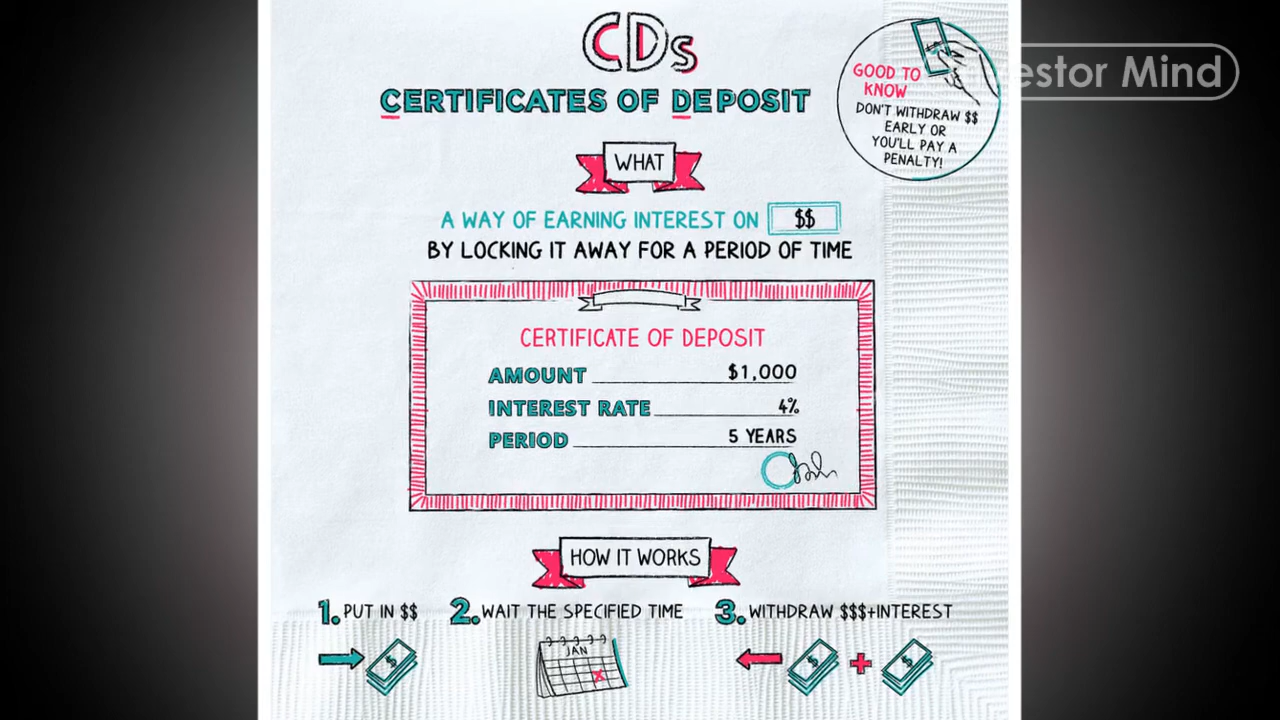 CDs
CERTIFICATES OF DEPOSIT
GOOD TO
KNOW
DON'T WITHDRAW $$
EARLY OR
YOU'LL PAY A
PENALTY!
estor Mind
WHAT
A WAY OF EARNING INTEREST ON $$
BY LOCKING IT AWAY FOR A PERIOD OF TIME
CERTIFICATE OF DEPOSIT
AMOUNT $1,000
INTEREST RATE 4%
PERIOD 5 YEARS
HOW IT WORKS
1. PUT IN $$
2. WAIT THE SPECIFIED TIME
3. WITHDRAW $$$+INTEREST
$
JAN
$ + $